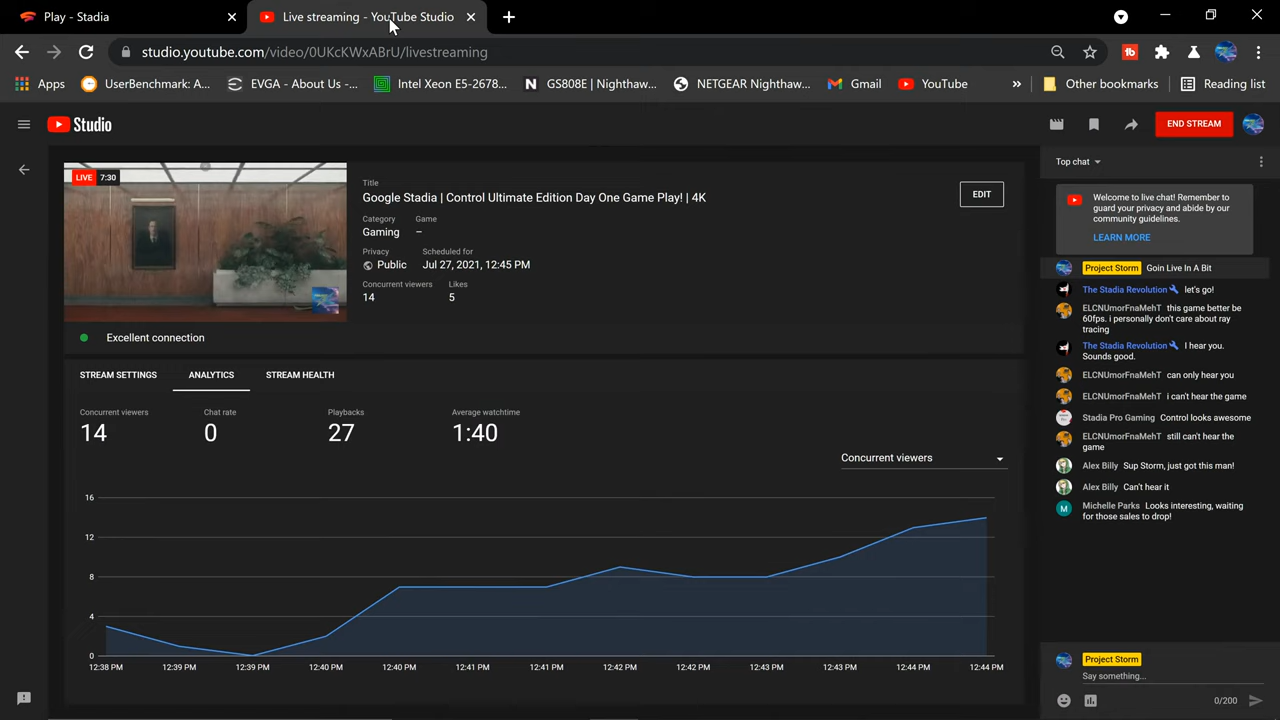 Play - Stadia
Live streaming - YouTube Studio
studio.youtube.com/video/0UKcKWxABrU/livestreaming
Apps
UserBenchmark: A...
EVGA - About Us -...
Intel Xeon E5-2678...
GS808E | Nighthaw...
NETGEAR Nighthaw...
Gmail
YouTube
»
Other bookmarks
Reading list
Studio
END STREAM
LIVE 7:30
Title
Google Stadia | Control Ultimate Edition Day One Game Play! | 4K
EDIT
Category Game
Gaming –
Privacy Scheduled for
Public Jul 27, 2021, 12:45 PM
Concurrent viewers Likes
14 5
Excellent connection
STREAM SETTINGS ANALYTICS STREAM HEALTH
Concurrent viewers Chat rate Playbacks Average watchtime
14 0 27 1:40
Concurrent viewers
16
12
8
4
0
12:38 PM 12:39 PM 12:39 PM 12:40 PM 12:40 PM 12:41 PM 12:41 PM 12:42 PM 12:42 PM 12:43 PM 12:43 PM 12:44 PM 12:44 PM
Top chat
Welcome to live chat! Remember to
guard your privacy and abide by our
community guidelines.
LEARN MORE
Project Storm Goin Live In A Bit
The Stadia Revolution let's go!
ELCNUmorFnaMehT this game better be
60fps. i personally don't care about ray
tracing
The Stadia Revolution I hear you.
Sounds good.
ELCNUmorFnaMehT can only hear you
ELCNUmorFnaMehT i can't hear the game
Stadia Pro Gaming Control looks awesome
ELCNUmorFnaMehT still can't hear the
game
Alex Billy Sup Storm, just got this man!
Alex Billy Can't hear it
M
Michelle Parks Looks interesting, waiting
for those sales to drop!
Project Storm
Say something...
0/200